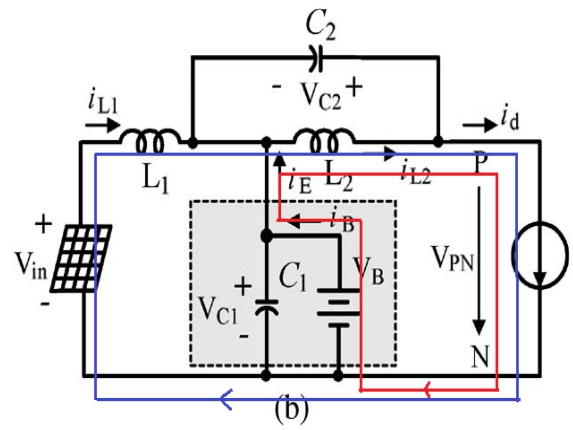 C2
- VC2 +
iL1
id
L1
L2
P
iE
iL2
+
Vin
-
iB
C1
VB
+
VC1
-
VPN
N
(b)